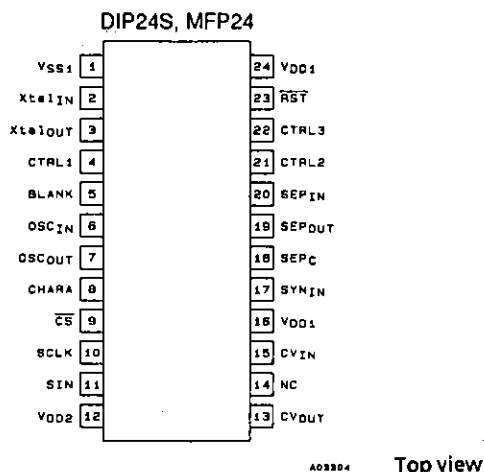 DIP24S, MFP24
VSS1 1 24 VDD1
XtalIN 2 23 RST
XtalOUT 3 22 CTRL3
CTRL1 4 21 CTRL2
BLANK 5 20 SEPIN
OSCIN 6 19 SEPOUT
OSCOUT 7 18 SEPC
CHARA 8 17 SYNIN
CS 9 16 VDD1
SCLK 10 15 CVIN
SIN 11 14 NC
VDD2 12 13 CVOUT
Top view